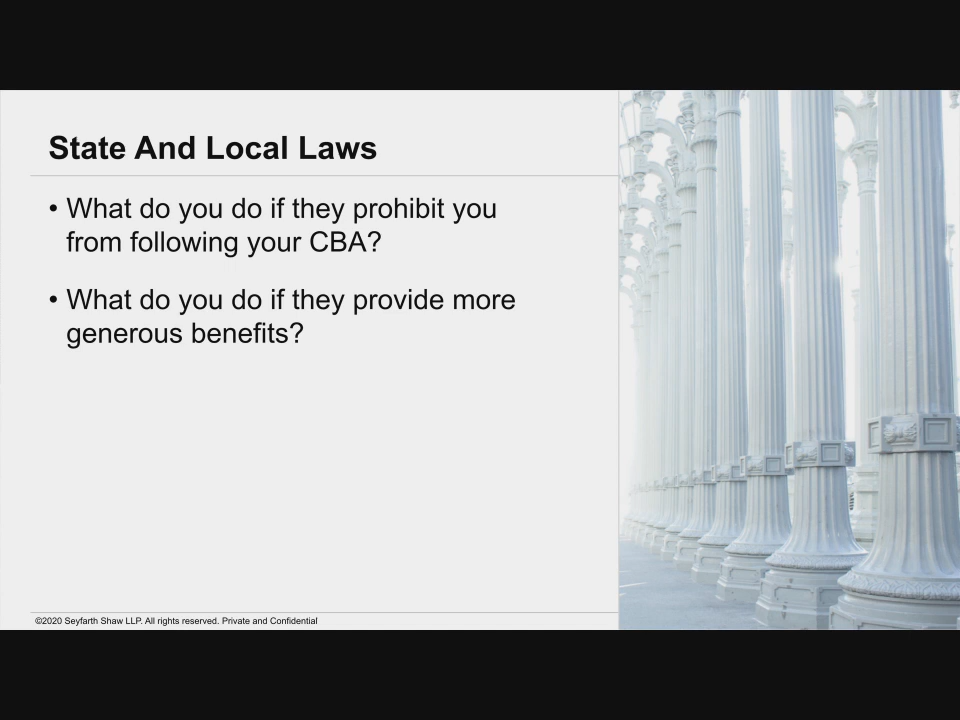 State And Local Laws
• What do you do if they prohibit you
from following your CBA?
• What do you do if they provide more
generous benefits?
©2020 Seyfarth Shaw LLP. All rights reserved. Private and Confidential